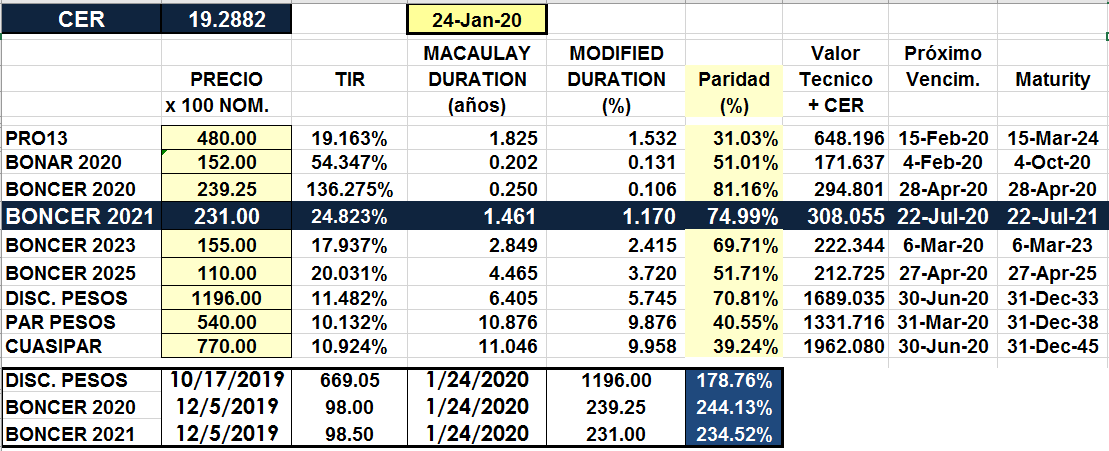 CER 19.2882 24-Jan-20
MACAULAY MODIFIED Valor Próximo
PRECIO TIR DURATION DURATION Paridad Tecnico Vencim. Maturity
x 100 NOM. (años) (%) (%) + CER
PRO13 480.00 19.163% 1.825 1.532 31.03% 648.196 15-Feb-20 15-Mar-24
BONAR 2020 152.00 54.347% 0.202 0.131 51.01% 171.637 4-Feb-20 4-Oct-20
BONCER 2020 239.25 136.275% 0.250 0.106 81.16% 294.801 28-Apr-20 28-Apr-20
BONCER 2021 231.00 24.823% 1.461 1.170 74.99% 308.055 22-Jul-20 22-Jul-21
BONCER 2023 155.00 17.937% 2.849 2.415 69.71% 222.344 6-Mar-20 6-Mar-23
BONCER 2025 110.00 20.031% 4.465 3.720 51.71% 212.725 27-Apr-20 27-Apr-25
DISC. PESOS 1196.00 11.482% 6.405 5.745 70.81% 1689.035 30-Jun-20 31-Dec-33
PAR PESOS 540.00 10.132% 10.876 9.876 40.55% 1331.716 31-Mar-20 31-Dec-38
CUASIPAR 770.00 10.924% 11.046 9.958 39.24% 1962.080 30-Jun-20 31-Dec-45
DISC. PESOS 10/17/2019 669.05 1/24/2020 1196.00 178.76%
BONCER 2020 12/5/2019 98.00 1/24/2020 239.25 244.13%
BONCER 2021 12/5/2019 98.50 1/24/2020 231.00 234.52%